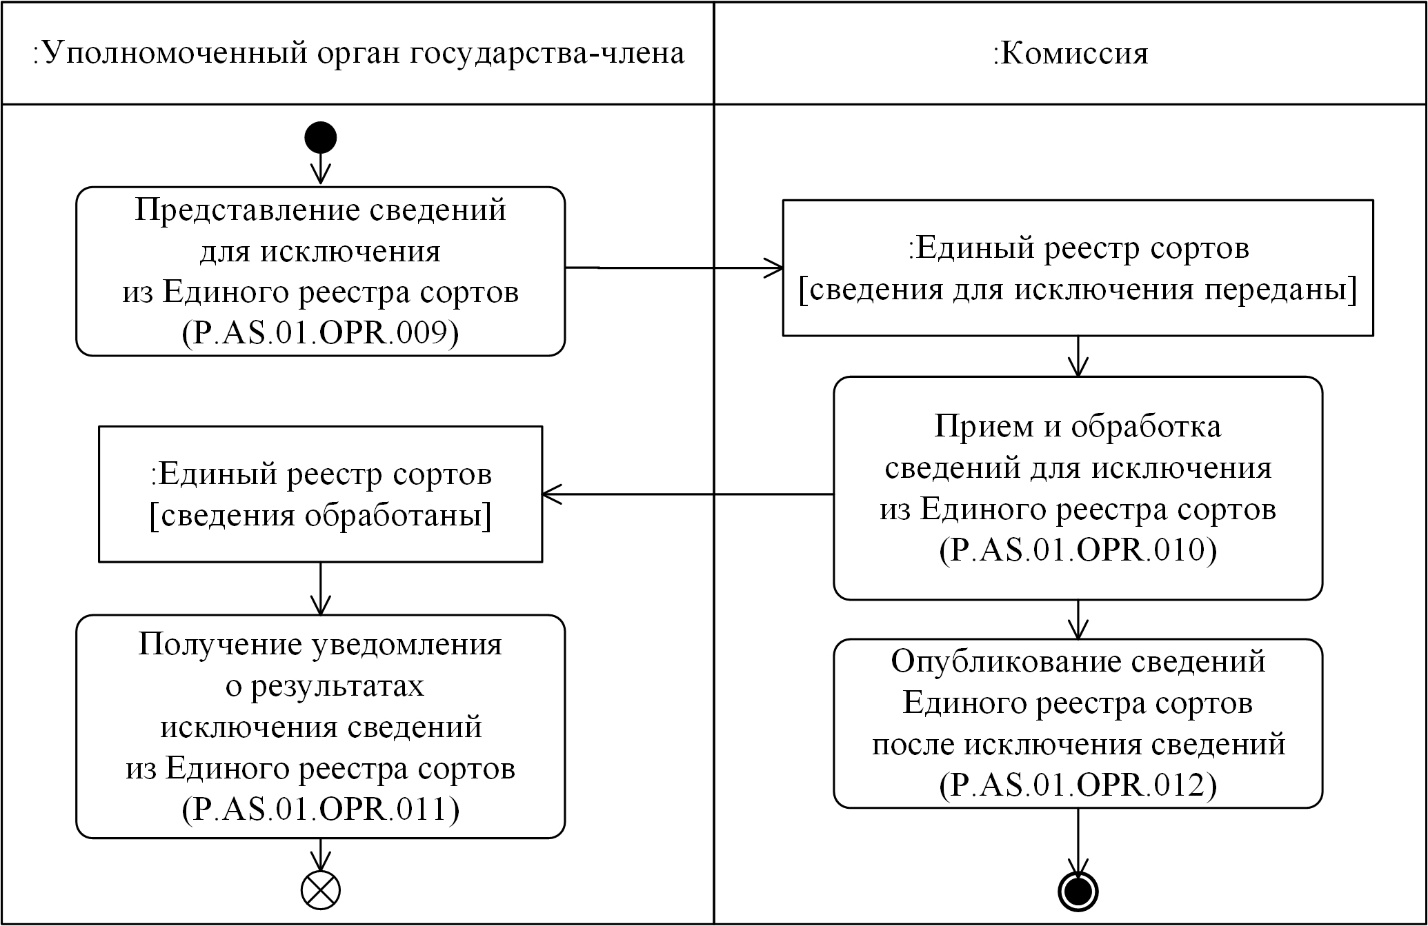 :Уполномоченный орган государства-члена
:Комиссия
Представление сведений
для исключения
из Единого реестра сортов
(P.AS.01.OPR.009)
:Единый реестр сортов
[сведения для исключения переданы]
Прием и обработка
сведений для исключения
из Единого реестра сортов
(P.AS.01.OPR.010)
:Единый реестр сортов
[сведения обработаны]
Получение уведомления
о результатах
исключения сведений
из Единого реестра сортов
(P.AS.01.OPR.011)
Опубликование сведений
Единого реестра сортов
после исключения сведений
(P.AS.01.OPR.012)